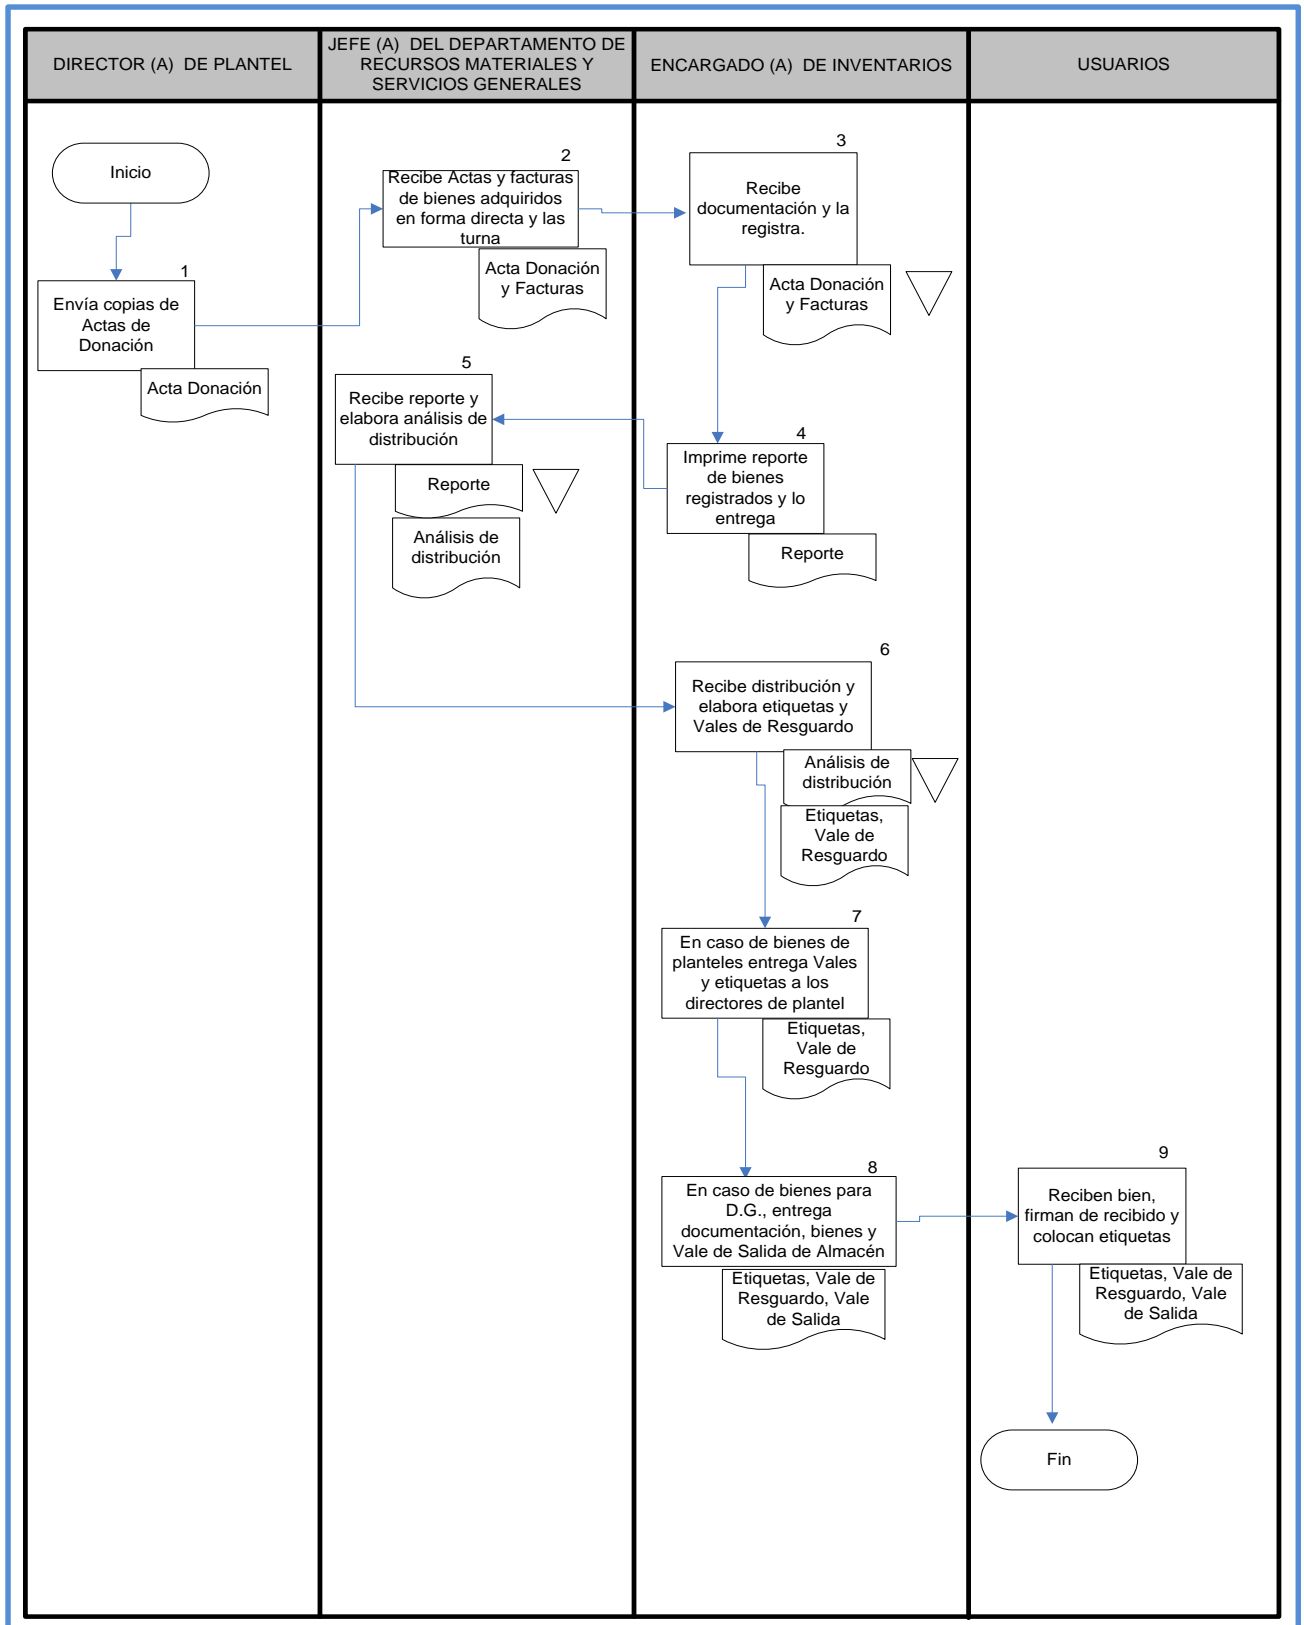 DIRECTOR (A) DE PLANTEL
JEFE (A) DEL DEPARTAMENTO DE
RECURSOS MATERIALES Y
SERVICIOS GENERALES
ENCARGADO (A) DE INVENTARIOS
USUARIOS
Inicio
1
Envía copias de
Actas de
Donación
Acta Donación
2
Recibe Actas y facturas
de bienes adquiridos
en forma directa y las
turna
Acta Donación
y Facturas
3
Recibe
documentación y la
registra.
Acta Donación
y Facturas
4
Imprime reporte
de bienes
registrados y lo
entrega
Reporte
5
Recibe reporte y
elabora análisis de
distribución
Reporte
Análisis de
distribución
6
Recibe distribución y
elabora etiquetas y
Vales de Resguardo
Análisis de
distribución
Etiquetas,
Vale de
Resguardo
7
En caso de bienes de
planteles entrega Vales
y etiquetas a los
directores de plantel
Etiquetas,
Vale de
Resguardo
8
En caso de bienes para
D.G., entrega
documentación, bienes y
Vale de Salida de Almacén
Etiquetas, Vale de
Resguardo, Vale
de Salida
9
Reciben bien,
firman de recibido y
colocan etiquetas
Etiquetas, Vale de
Resguardo, Vale
de Salida
Fin